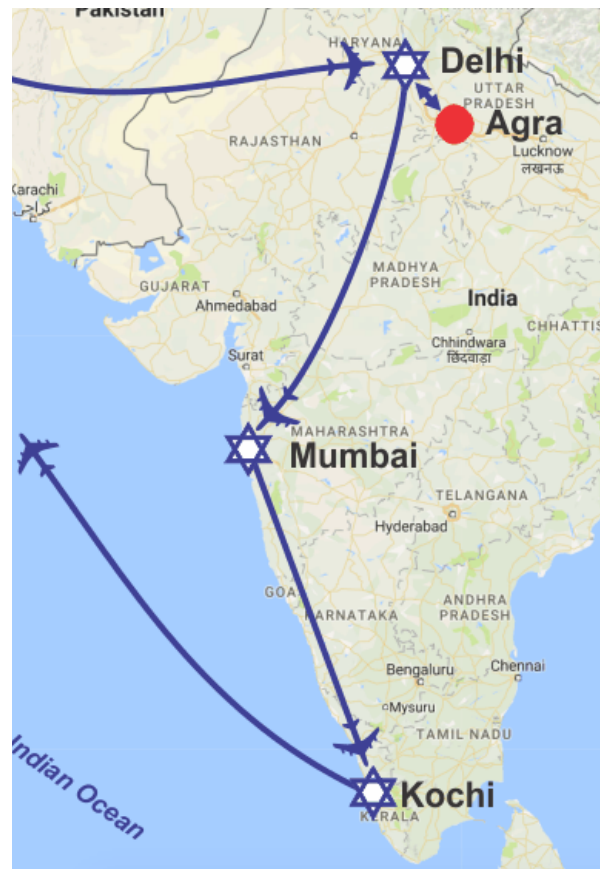 Pakistan
HARYANA
Delhi
UTTAR
PRADESH
Agra
RAJASTHAN
Lucknow
लखनऊ
Karachi
كراچى
MADHYA
PRADESH
GUJARAT
India
Ahmedabad
CHHATTIS
Chhindwara
छिंदवाड़ा
Surat
MAHARASHTRA
Mumbai
TELANGANA
Hyderabad
GOA
KARNATAKA
ANDHRA
PRADESH
Bengaluru
Chennai
Mysuru
TAMIL NADU
Indian Ocean
Kochi
KERALA